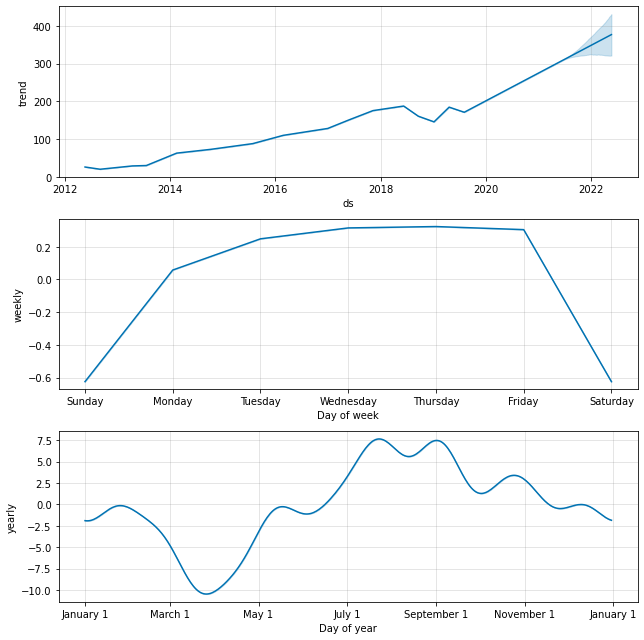 400
300
200
100
0
trend
2012 2014 2016 2018 2020 2022
ds
0.2
0.0
−0.2
−0.4
−0.6
weekly
Sunday Monday Tuesday Wednesday Thursday Friday Saturday
Day of week
7.5
5.0
2.5
0.0
−2.5
−5.0
−7.5
−10.0
yearly
January 1 March 1 May 1 July 1 September 1 November 1 January 1
Day of year